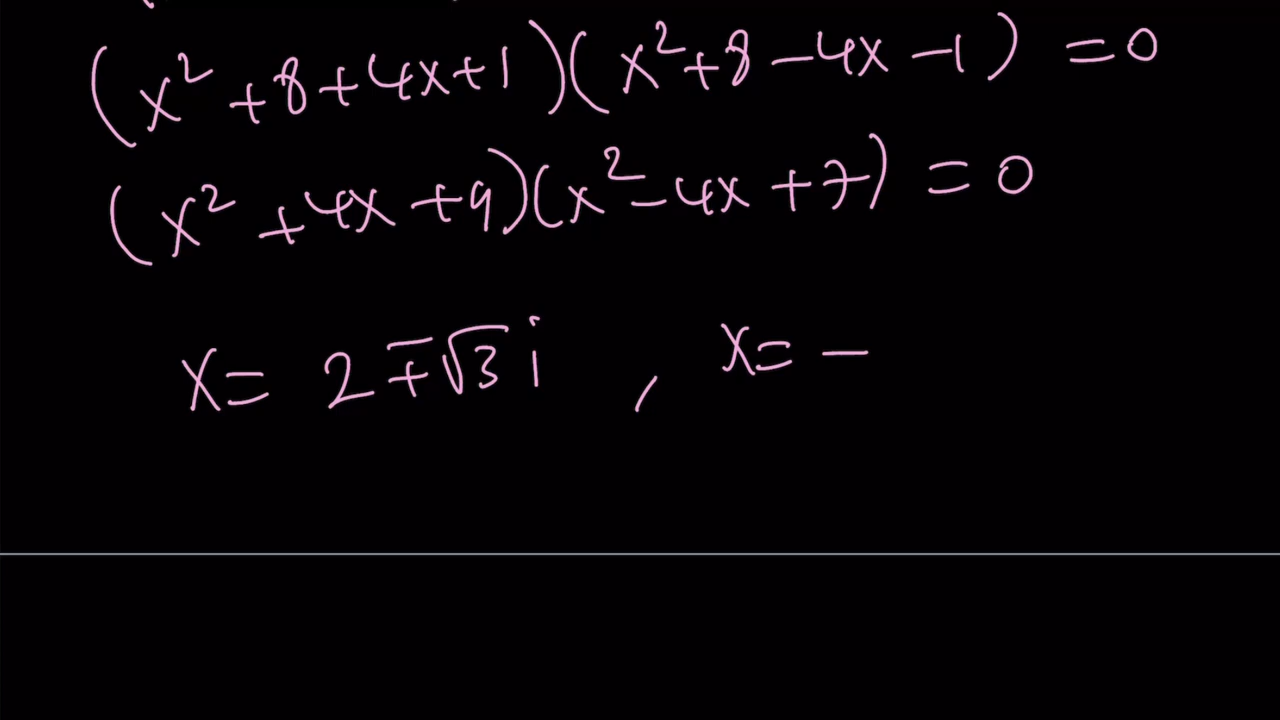 (x² + 8 + 4x + 1)(x² + 8 - 4x - 1) = 0
(x² + 4x + 9)(x² - 4x + 7) = 0
x = 2 ∓ √3 i , x = -